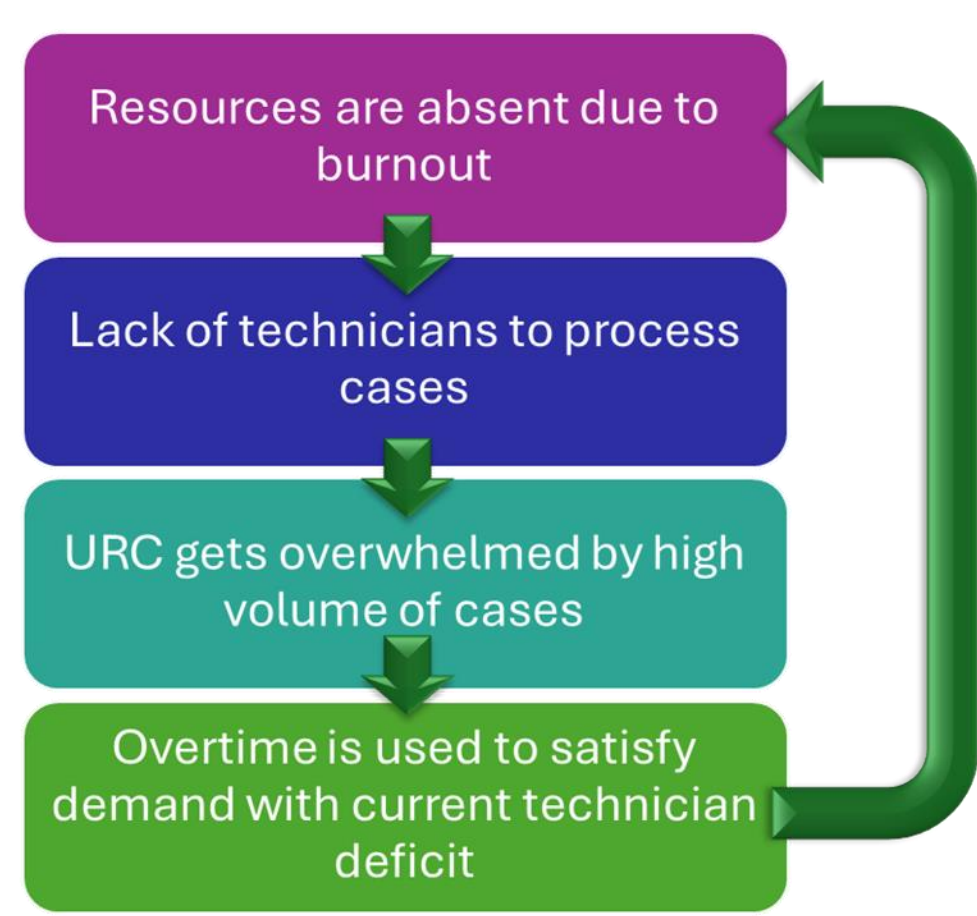 Resources are absent due to
burnout
Lack of technicians to process
cases
URC gets overwhelmed by high
volume of cases
Overtime is used to satisfy
demand with current technician
deficit